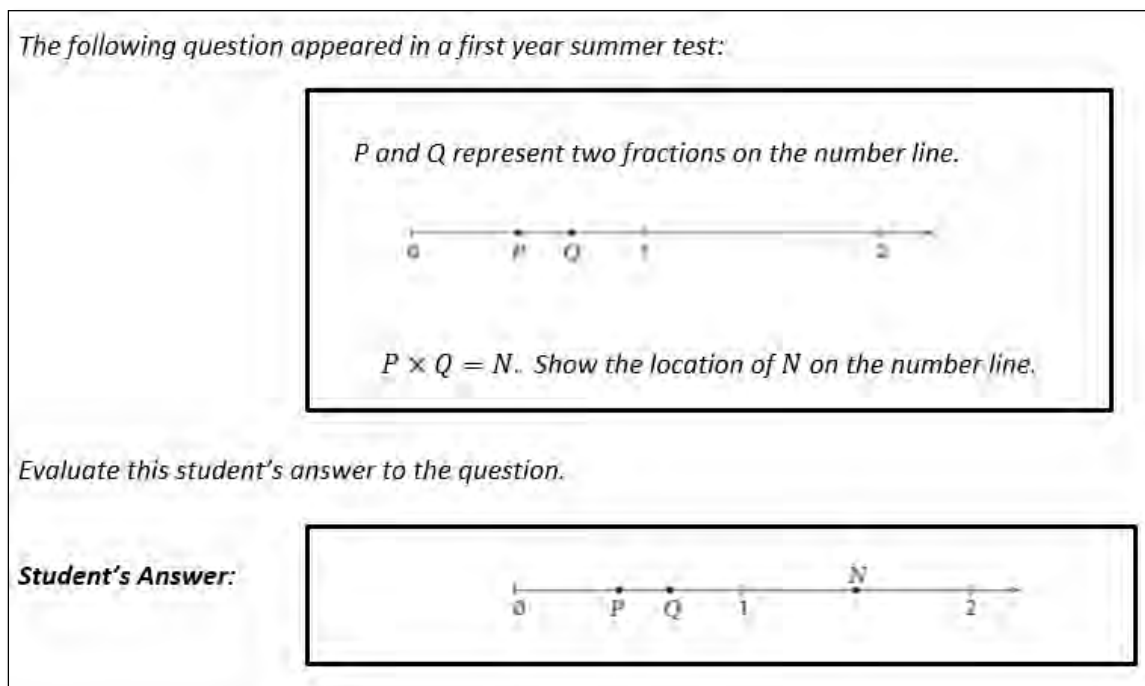 The following question appeared in a first year summer test:
P and Q represent two fractions on the number line.
0 P Q 1 2
P × Q = N. Show the location of N on the number line.
Evaluate this student's answer to the question.
Student's Answer:
N
0 P Q 1 2